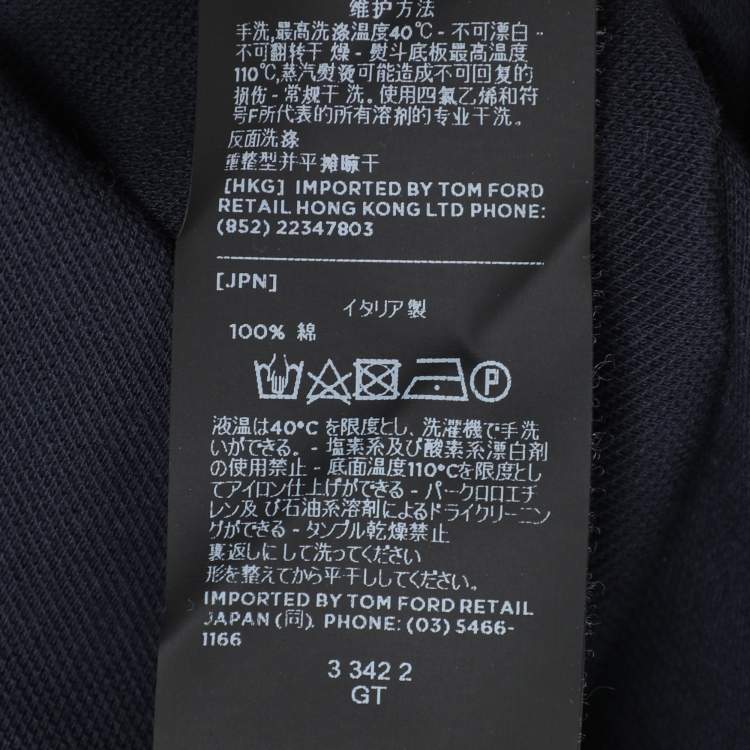 维护方法
手洗,最高洗涤温度40℃ - 不可漂白 -
不可翻转干 燥 - 熨斗底板最高温度
110℃,蒸汽熨烫可能造成不可回复的
损伤 - 常规干 洗。使用四氯乙烯和符
号F所代表的所有溶剂的专业干洗。
反面洗涤
重整型并平摊晾干
[HKG] IMPORTED BY TOM FORD
RETAIL HONG KONG LTD PHONE:
(852) 22347803
[JPN]
イタリア製
100% 綿
P
液温は40°C を限度とし、洗濯機で手洗
いができる。 - 塩素系及び酸素系漂白剤
の使用禁止 - 底面温度110°Cを限度とし
てアイロン仕上げができる - パークロロエチ
レン及 び石油系溶剤によるドライクリーニン
グができる - タンブル乾燥禁止
裏返しにして洗ってください
形を整えてから平干ししてください。
IMPORTED BY TOM FORD RETAIL
JAPAN (同). PHONE: (03) 5466-
1166
3 342 2
GT